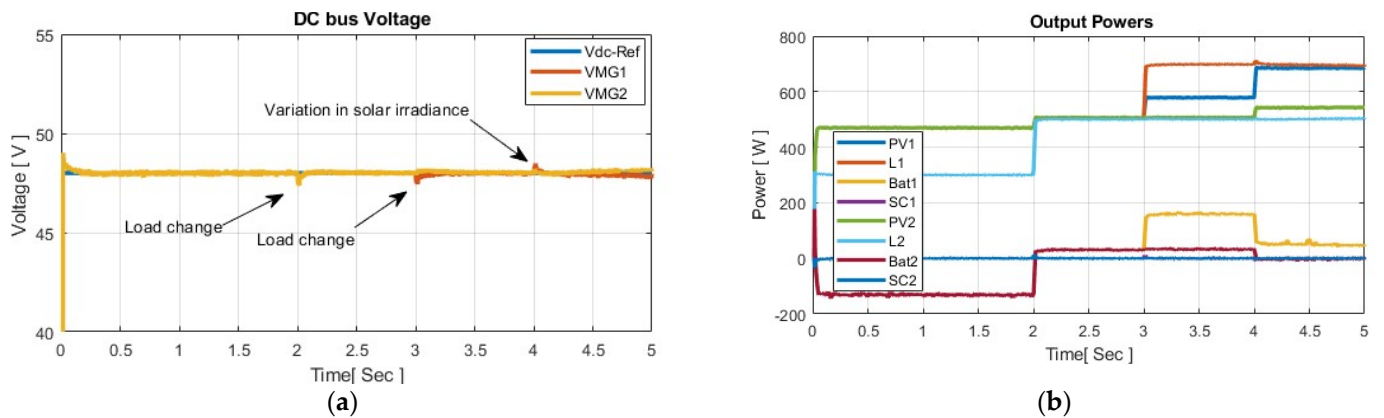 DC bus Voltage
55
50
45
40
Voltage [ V ]
Vdc-Ref
VMG1
VMG2
Variation in solar irradiance
Load change
Load change
0 0.5 1 1.5 2 2.5 3 3.5 4 4.5 5
Time[ Sec ]
(a)
Output Powers
800
600
400
200
0
-200
Power [ W ]
PV1
L1
Bat1
SC1
PV2
L2
Bat2
SC2
0 0.5 1 1.5 2 2.5 3 3.5 4 4.5 5
Time[ Sec ]
(b)